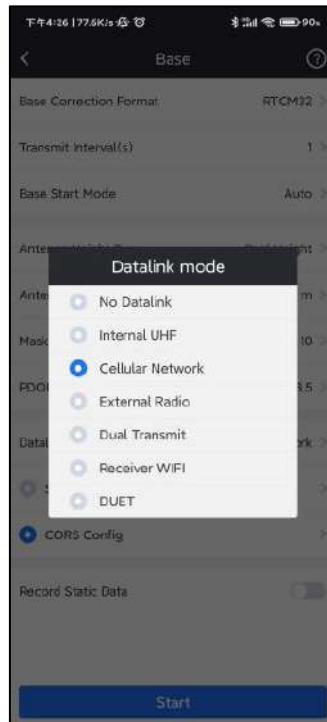 下午4:26 | 77.6K/s
90
Base
Base Correction Format RTCM32
Transmit Interval(s) 1
Base Start Mode Auto
Datalink mode
No Datalink
Internal UHF
Cellular Network
External Radio
Dual Transmit
Receiver WIFI
DUET
m
10
CORS Config
Record Static Data
Start